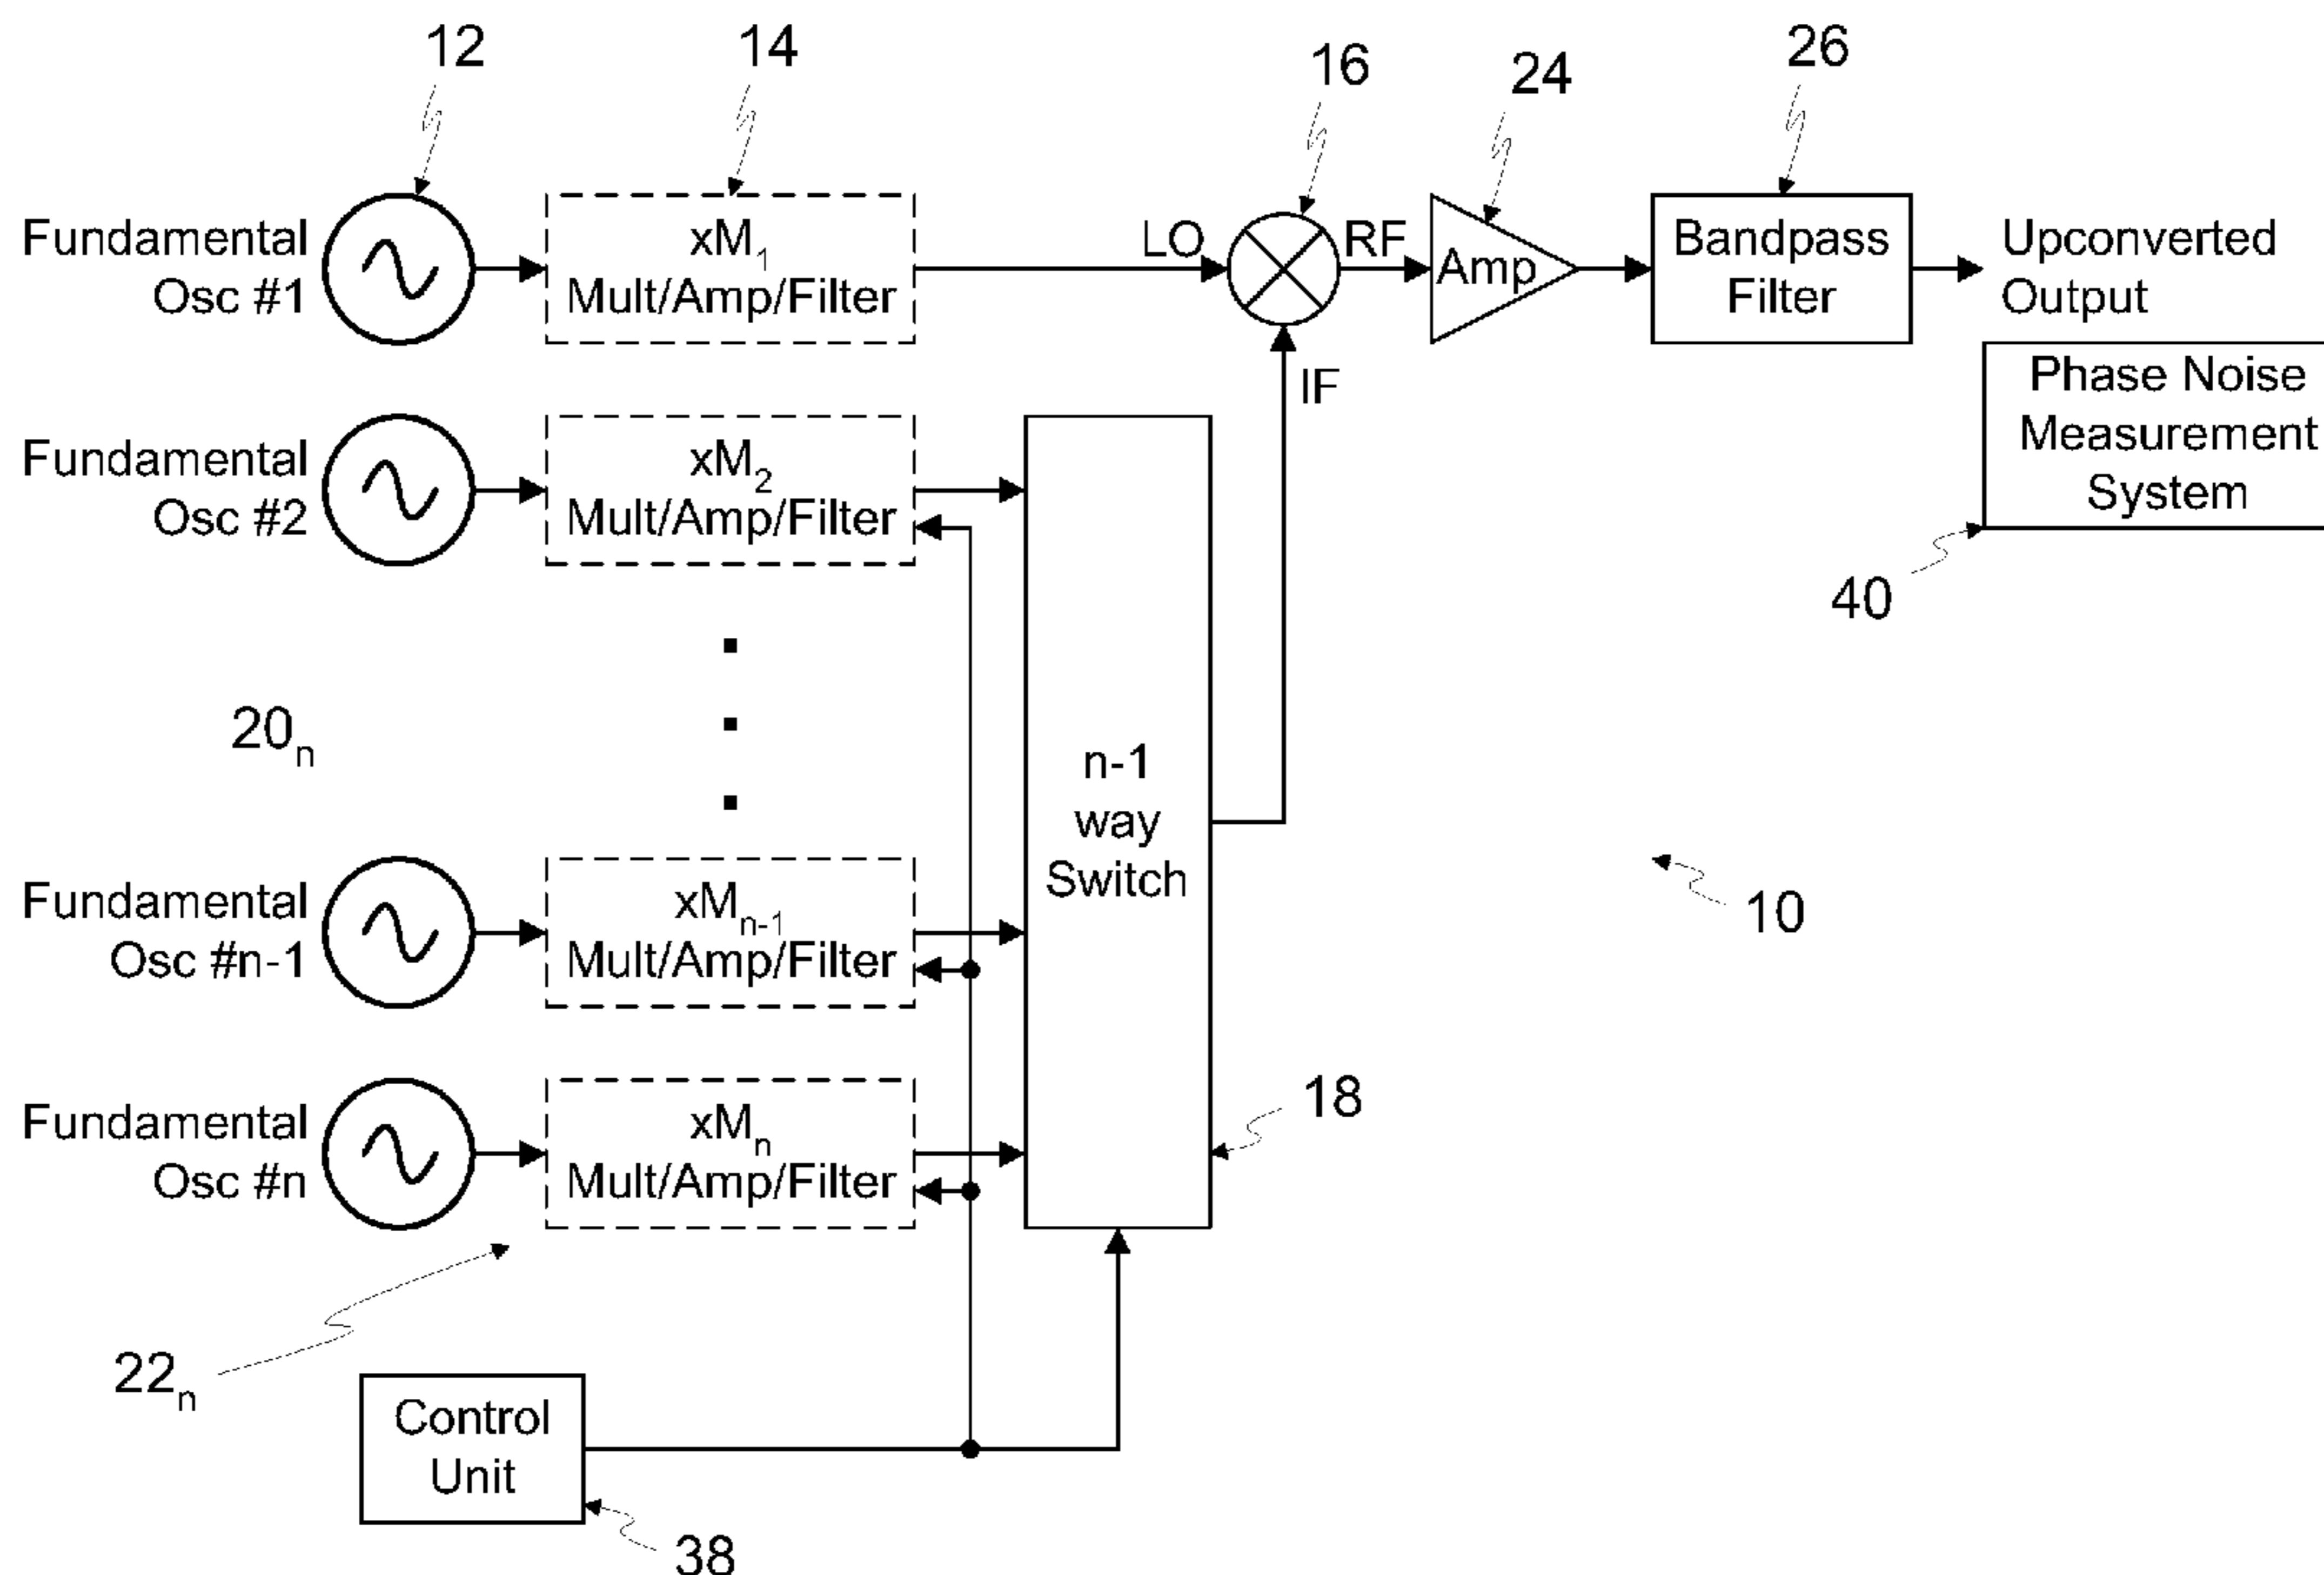 12
14
16
24
26
Fundamental
Osc #1
xM₁
Mult/Amp/Filter
LO
RF
Amp
Bandpass
Filter
Upconverted
Output
IF
Phase Noise
Measurement
System
40
Fundamental
Osc #2
xM₂
Mult/Amp/Filter
20ₙ
n-1
way
Switch
Fundamental
Osc #n-1
xMₙ₋₁
Mult/Amp/Filter
10
Fundamental
Osc #n
xMₙ
Mult/Amp/Filter
18
22ₙ
Control
Unit
38